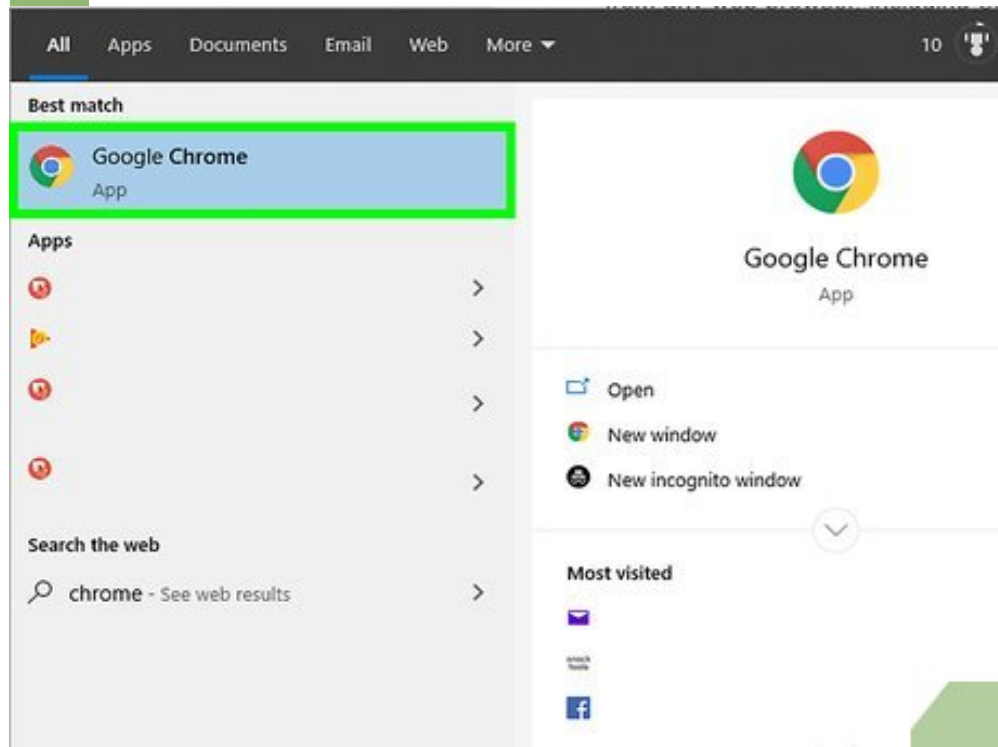 All Apps Documents Email Web More 10
Best match
Google Chrome
App
Apps
Search the web
chrome - See web results
Google Chrome
App
Open
New window
New incognito window
Most visited